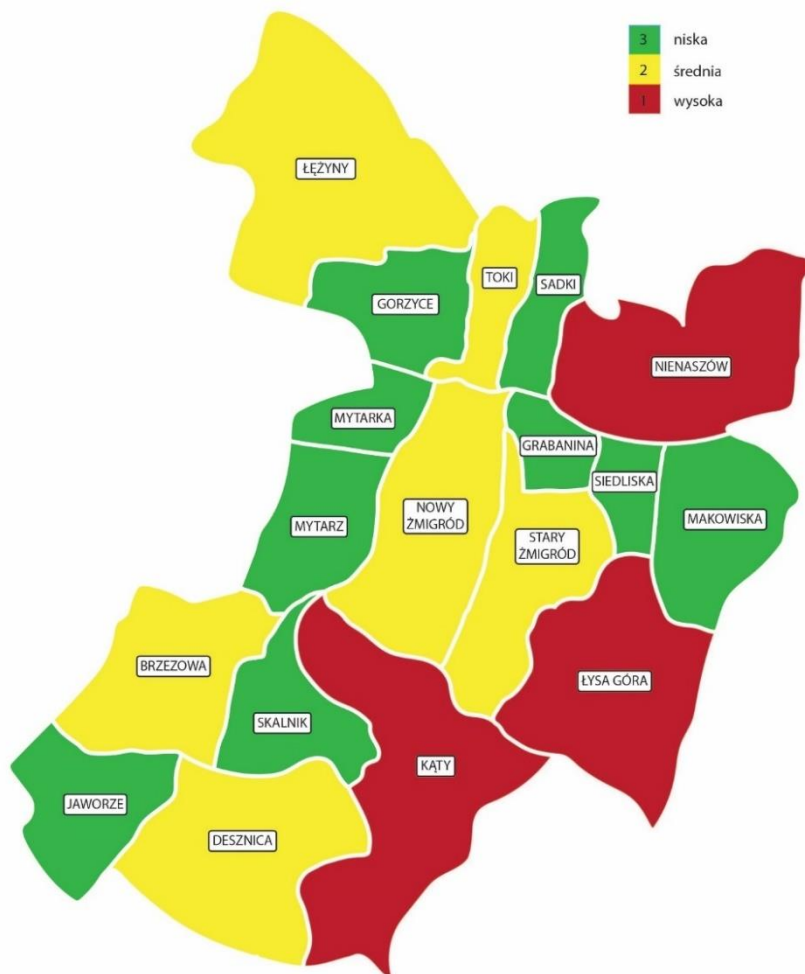 3 niska
2 średnia
1 wysoka
ŁĘŻYNY
TOKI
SADKI
GORZYCE
NIENASZÓW
MYTARKA
GRABANINA
SIEDLISKA
NOWY
ŻMIGRÓD
MAKOWISKA
MYTARZ
STARY
ŻMIGRÓD
BRZEZOWA
ŁYSA GÓRA
SKALNIK
KĄTY
JAWORZE
DESZNICA